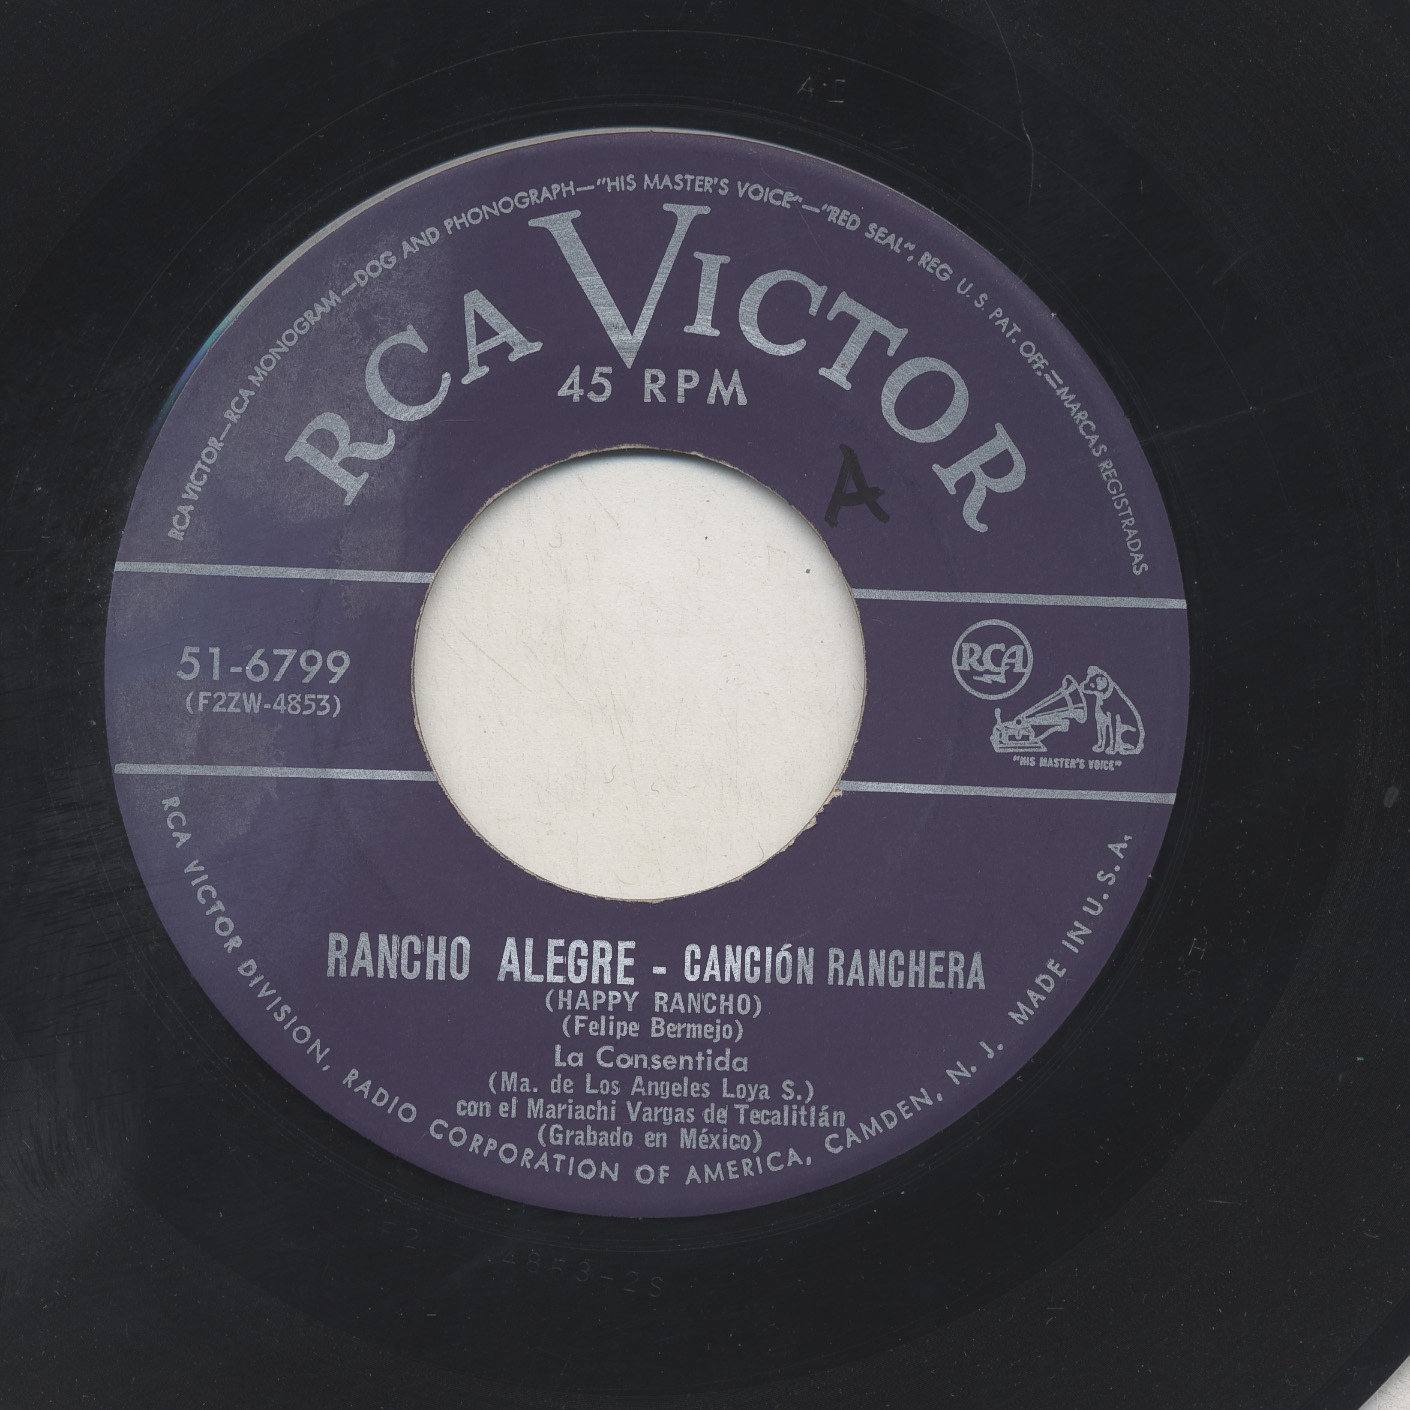 RCA VICTOR—RCA MONOGRAM—DOG AND PHONOGRAPH—"HIS MASTER'S VOICE"—"RED SEAL", REG U. S. PAT. OFF.—MARCAS REGISTRADAS
RCA VICTOR
45 RPM
A
51-6799
(F2ZW-4853)
RCA
"HIS MASTER'S VOICE"
RANCHO ALEGRE - CANCIÓN RANCHERA
(HAPPY RANCHO)
(Felipe Bermejo)
La Consentida
(Ma. de Los Angeles Loya S.)
con el Mariachi Vargas de Tecalitlán
(Grabado en México)
RCA VICTOR DIVISION, RADIO CORPORATION OF AMERICA, CAMDEN, N. J. MADE IN U. S. A.